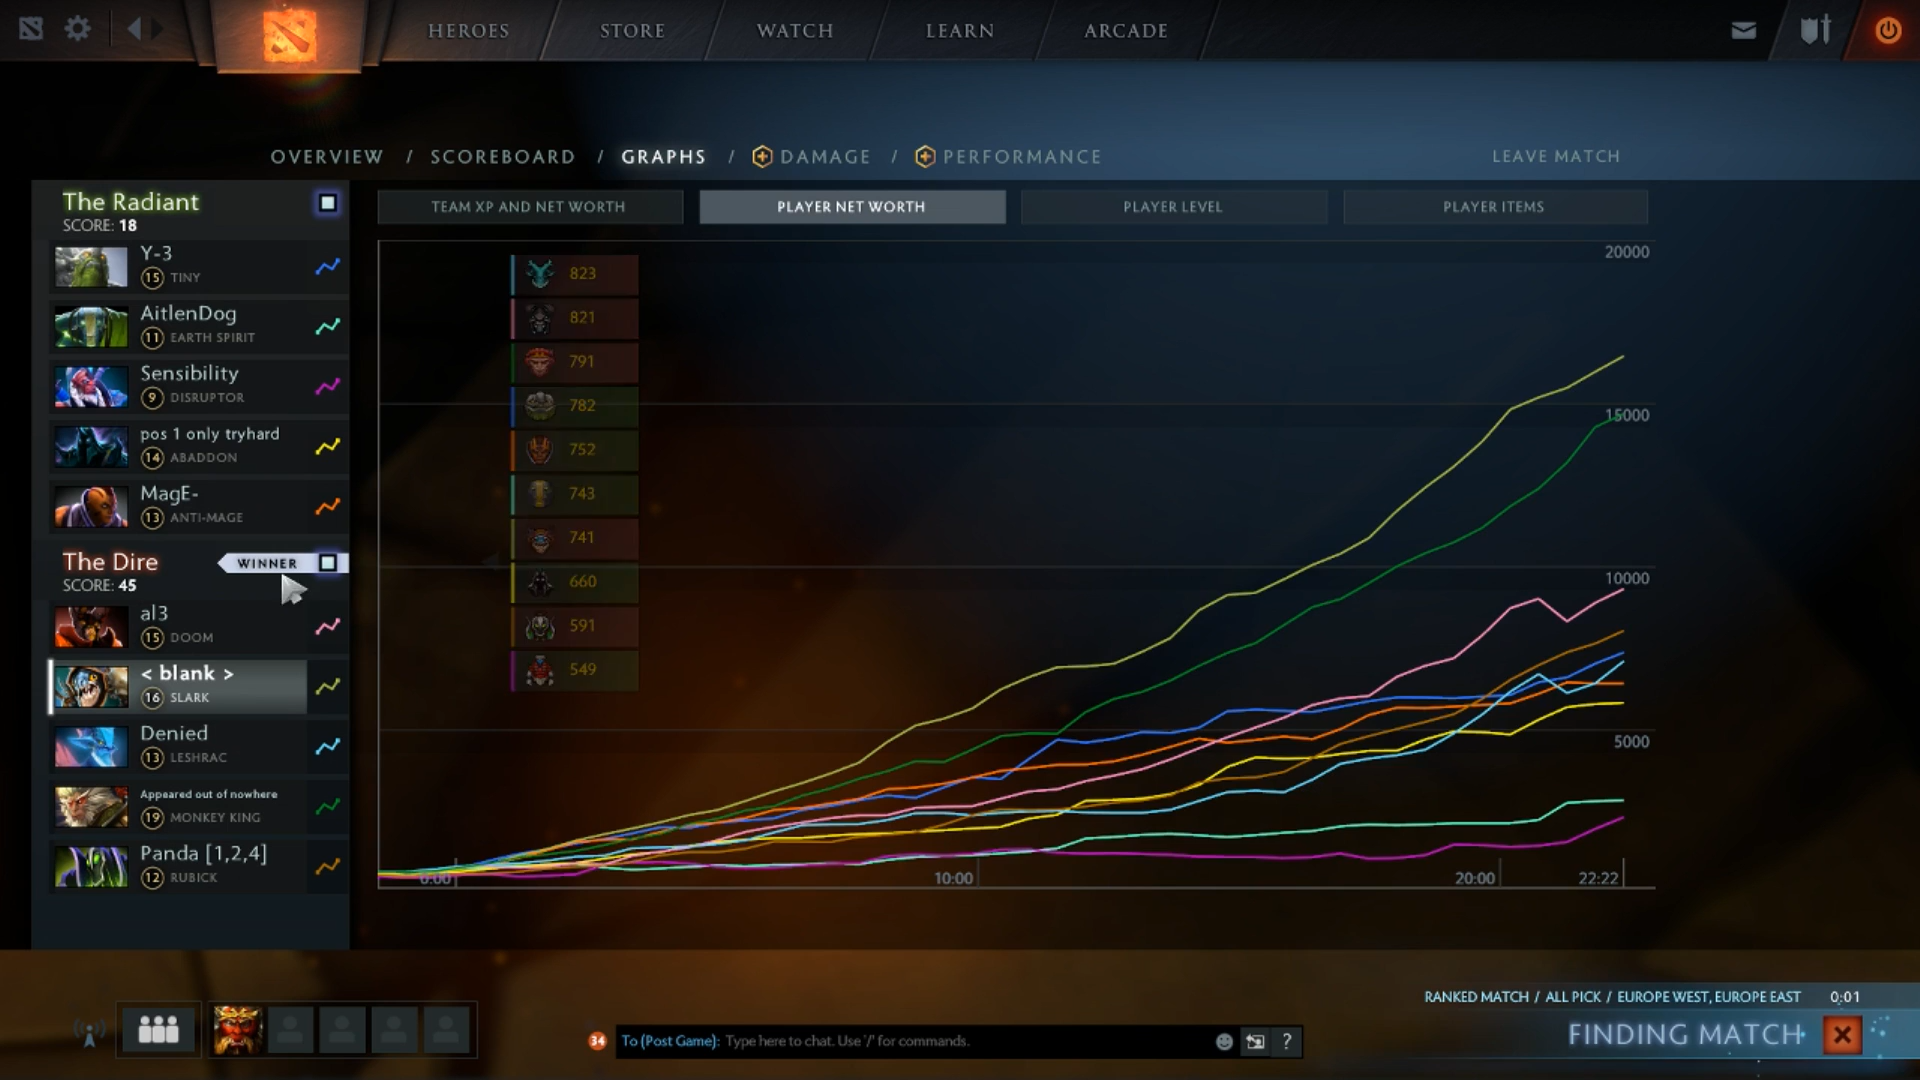 HEROES
STORE
WATCH
LEARN
ARCADE
OVERVIEW / SCOREBOARD / GRAPHS / DAMAGE / PERFORMANCE
LEAVE MATCH
The Radiant
SCORE: 18
Y-3
15 TINY
AitlenDog
11 EARTH SPIRIT
Sensibility
9 DISRUPTOR
pos 1 only tryhard
14 ABADDON
MagE-
13 ANTI-MAGE
The Dire
WINNER
SCORE: 45
al3
15 DOOM
< blank >
16 SLARK
Denied
13 LESHRAC
Appeared out of nowhere
19 MONKEY KING
Panda [1,2,4]
12 RUBICK
TEAM XP AND NET WORTH
PLAYER NET WORTH
PLAYER LEVEL
PLAYER ITEMS
823
821
791
782
752
743
741
660
591
549
20000
15000
10000
5000
0:00
10:00
20:00
22:22
34
To (Post Game): Type here to chat. Use '/' for commands.
?
RANKED MATCH / ALL PICK / EUROPE WEST, EUROPE EAST
0:01
FINDING MATCH